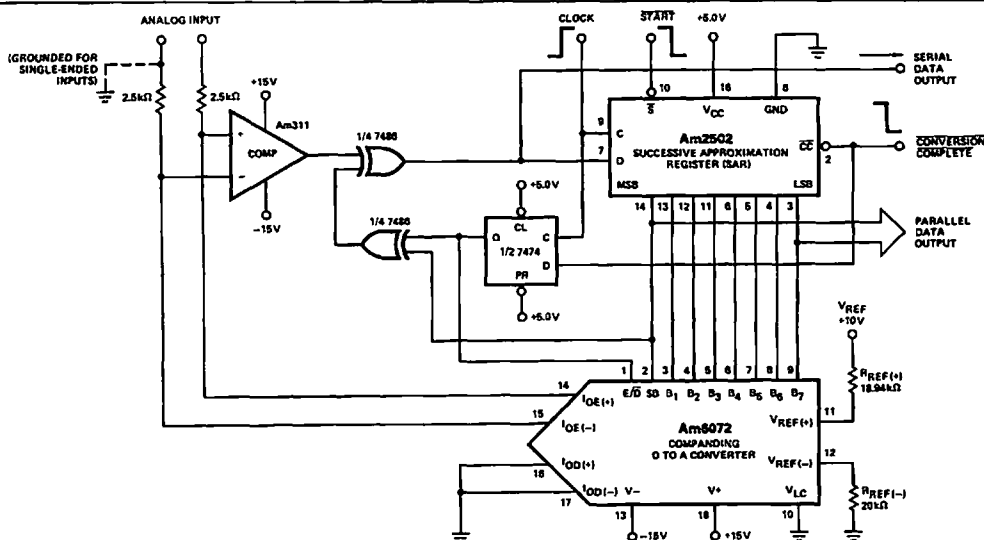 ANALOG INPUT
(GROUNDED FOR
SINGLE-ENDED
INPUTS)
2.5kΩ
2.5kΩ
+15V
Am311
COMP
+
−
−15V
1/4 7486
1/4 7486
CLOCK
START
+5.0V
10
16
8
S
VCC
GND
9
C
7
D
Am2502
SUCCESSIVE APPROXIMATION
REGISTER (SAR)
CC
2
MSB
LSB
14 13 12 11 6 5 4 3
SERIAL
DATA
OUTPUT
CONVERSION
COMPLETE
PARALLEL
DATA
OUTPUT
+5.0V
CL
Q
C
1/2 7474
D
PR
+5.0V
VREF
+10V
RREF(+)
18.94kΩ
1 2 3 4 5 6 7 8 9
E/D SB B1 B2 B3 B4 B5 B6 B7
14
IOE(+)
15
IOE(−)
16
IOD(+)
17
IOD(−)
Am6072
COMPANDING
D TO A CONVERTER
11
VREF(+)
12
VREF(−)
RREF(−)
20kΩ
V−
V+
VLC
13
18
10
−15V
+15V